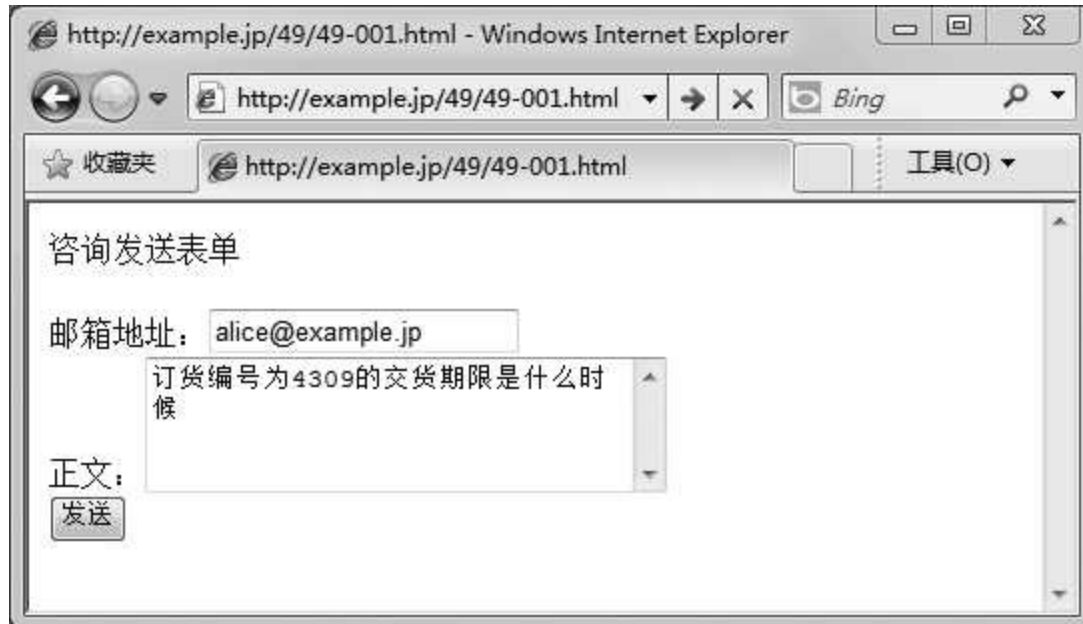 http://example.jp/49/49-001.html - Windows Internet Explorer
http://example.jp/49/49-001.html
Bing
收藏夹
http://example.jp/49/49-001.html
工具(O)
咨询发送表单
邮箱地址：alice@example.jp
订货编号为4309的交货期限是什么时
候
正文：
发送